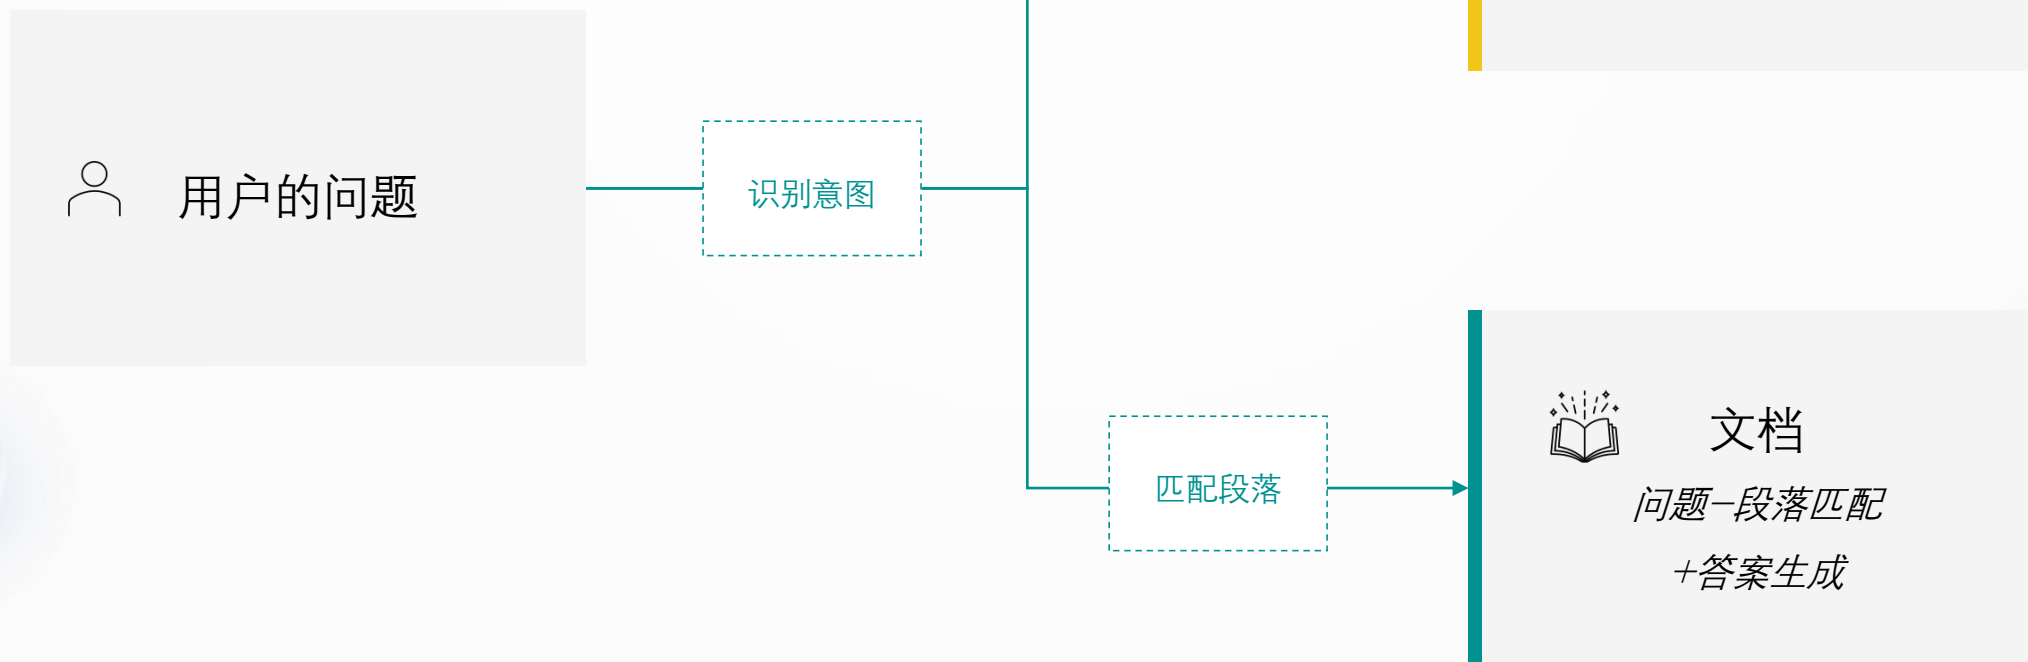 用户的问题
识别意图
匹配段落
文档
问题–段落匹配
+答案生成